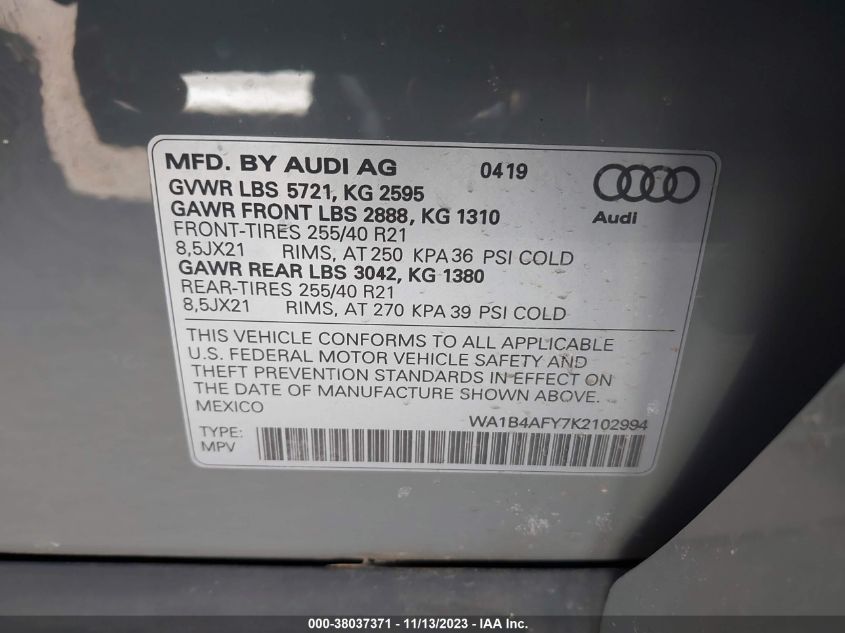 MFD. BY AUDI AG 0419
GVWR LBS 5721, KG 2595
GAWR FRONT LBS 2888, KG 1310
Audi
FRONT-TIRES 255/40 R21
8,5JX21 RIMS, AT 250 KPA 36 PSI COLD
GAWR REAR LBS 3042, KG 1380
REAR-TIRES 255/40 R21
8,5JX21 RIMS, AT 270 KPA 39 PSI COLD
THIS VEHICLE CONFORMS TO ALL APPLICABLE
U.S. FEDERAL MOTOR VEHICLE SAFETY AND
THEFT PREVENTION STANDARDS IN EFFECT ON
THE DATE OF MANUFACTURE SHOWN ABOVE.
MEXICO
WA1B4AFY7K2102994
TYPE:
MPV
000-38037371 - 11/13/2023 - www.iaai.com